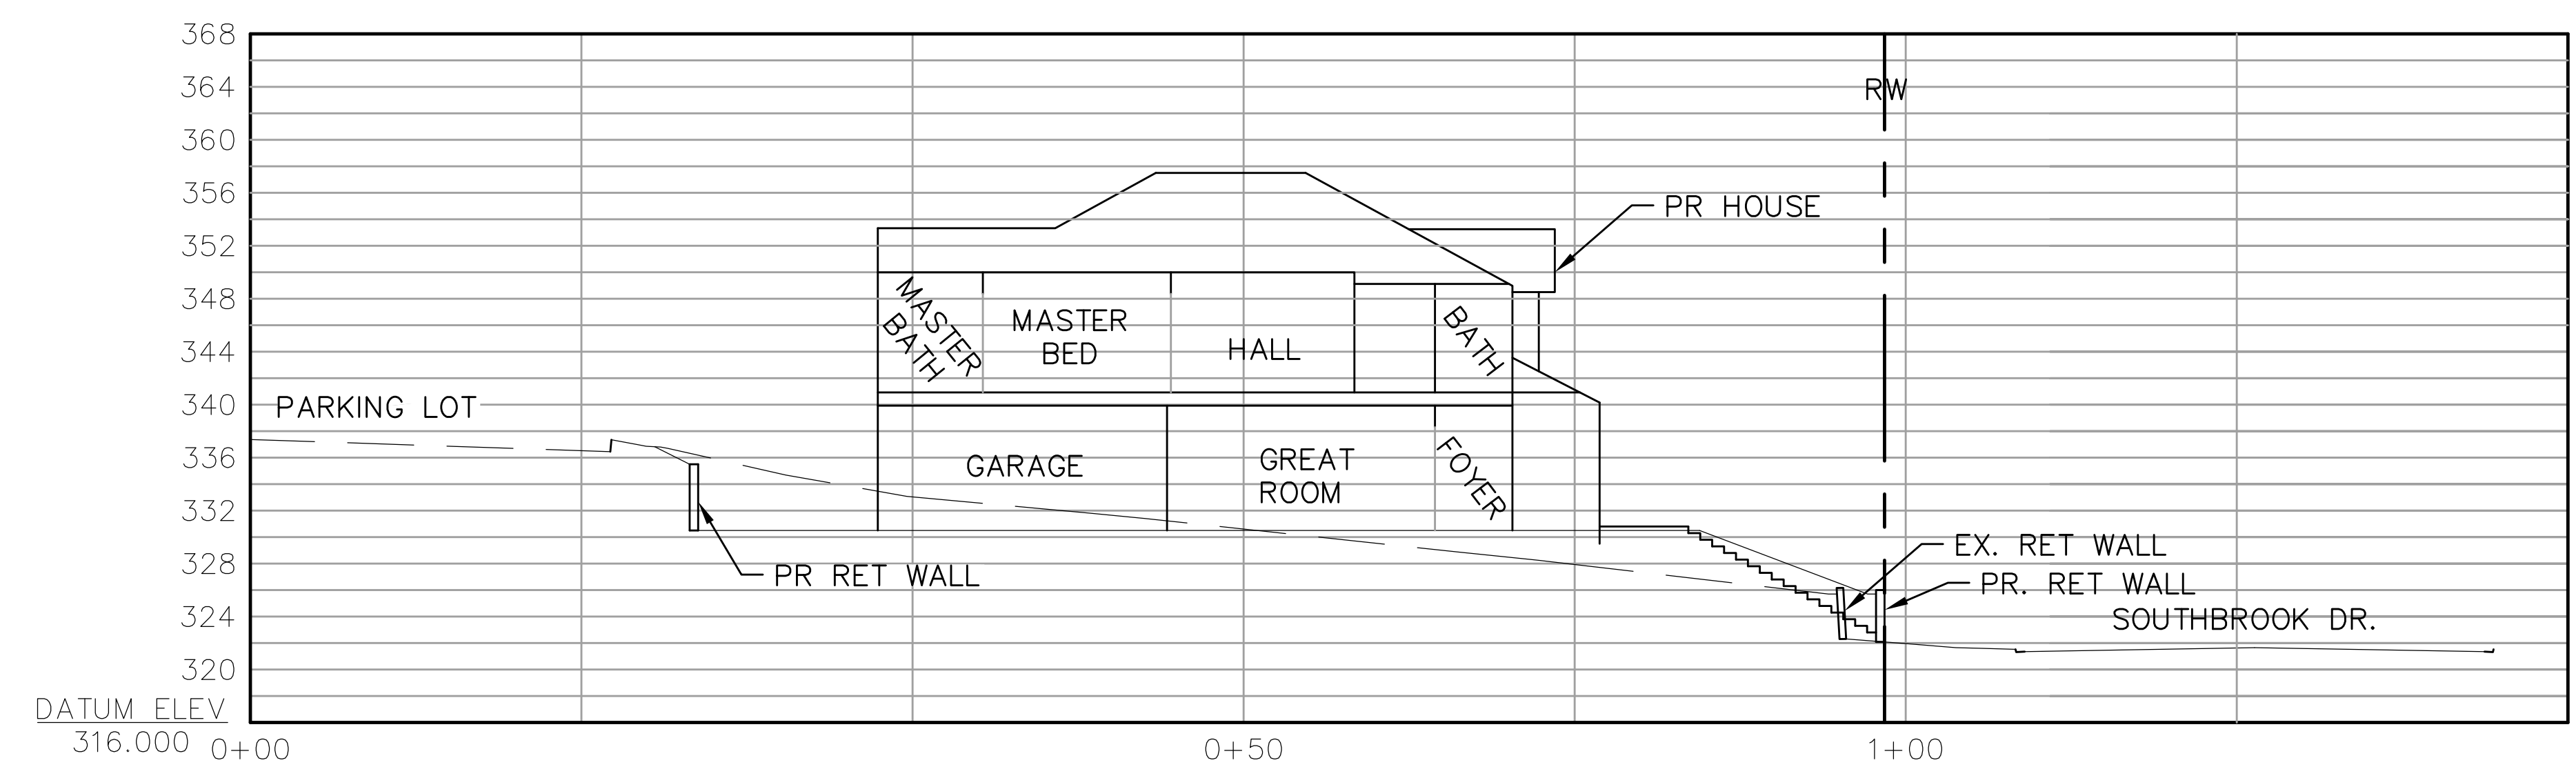 368
364
RW
360
356
PR HOUSE
352
348
MASTER
BATH
MASTER
BED
HALL
BATH
344
340
PARKING LOT
336
GARAGE
GREAT
ROOM
FOYER
332
328
PR RET WALL
EX. RET WALL
PR. RET WALL
324
SOUTHBROOK DR.
320
DATUM ELEV
316.000
0+00
0+50
1+00